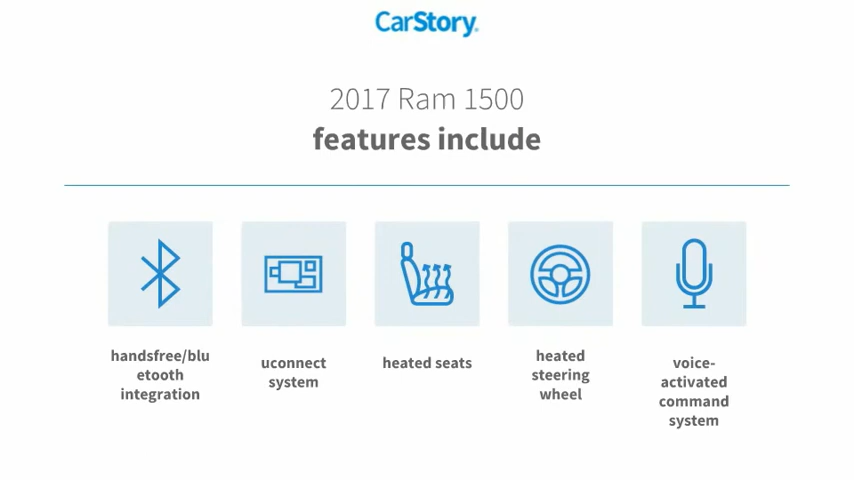 CarStory.
2017 Ram 1500
features include
handsfree/blu
etooth
integration
uconnect
system
heated seats
heated
steering
wheel
voice-
activated
command
system